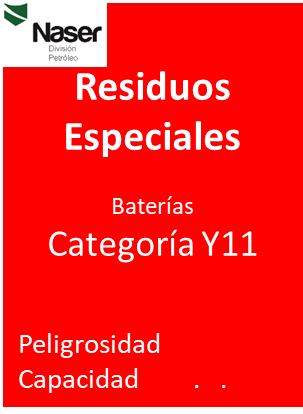 Naser
División
Petróleo
Residuos
Especiales
Baterías
Categoría Y11
Peligrosidad
Capacidad . .